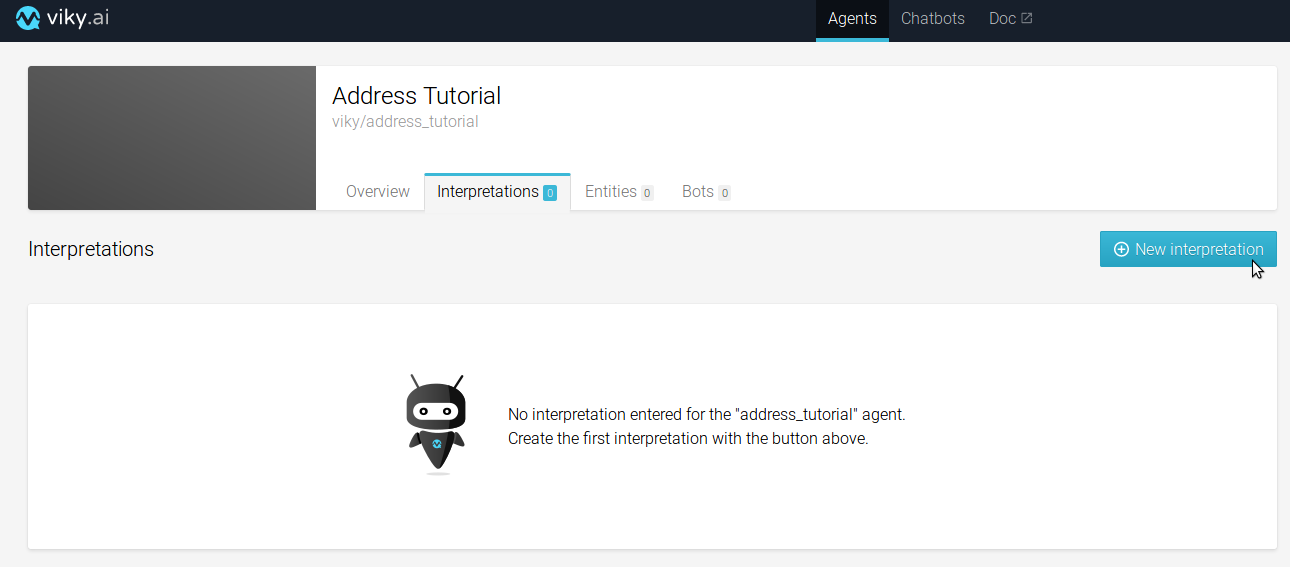 viky.ai
Agents Chatbots Doc
Address Tutorial
viky/address_tutorial
Overview Interpretations 0 Entities 0 Bots 0
Interpretations
New interpretation
No interpretation entered for the "address_tutorial" agent.
Create the first interpretation with the button above.